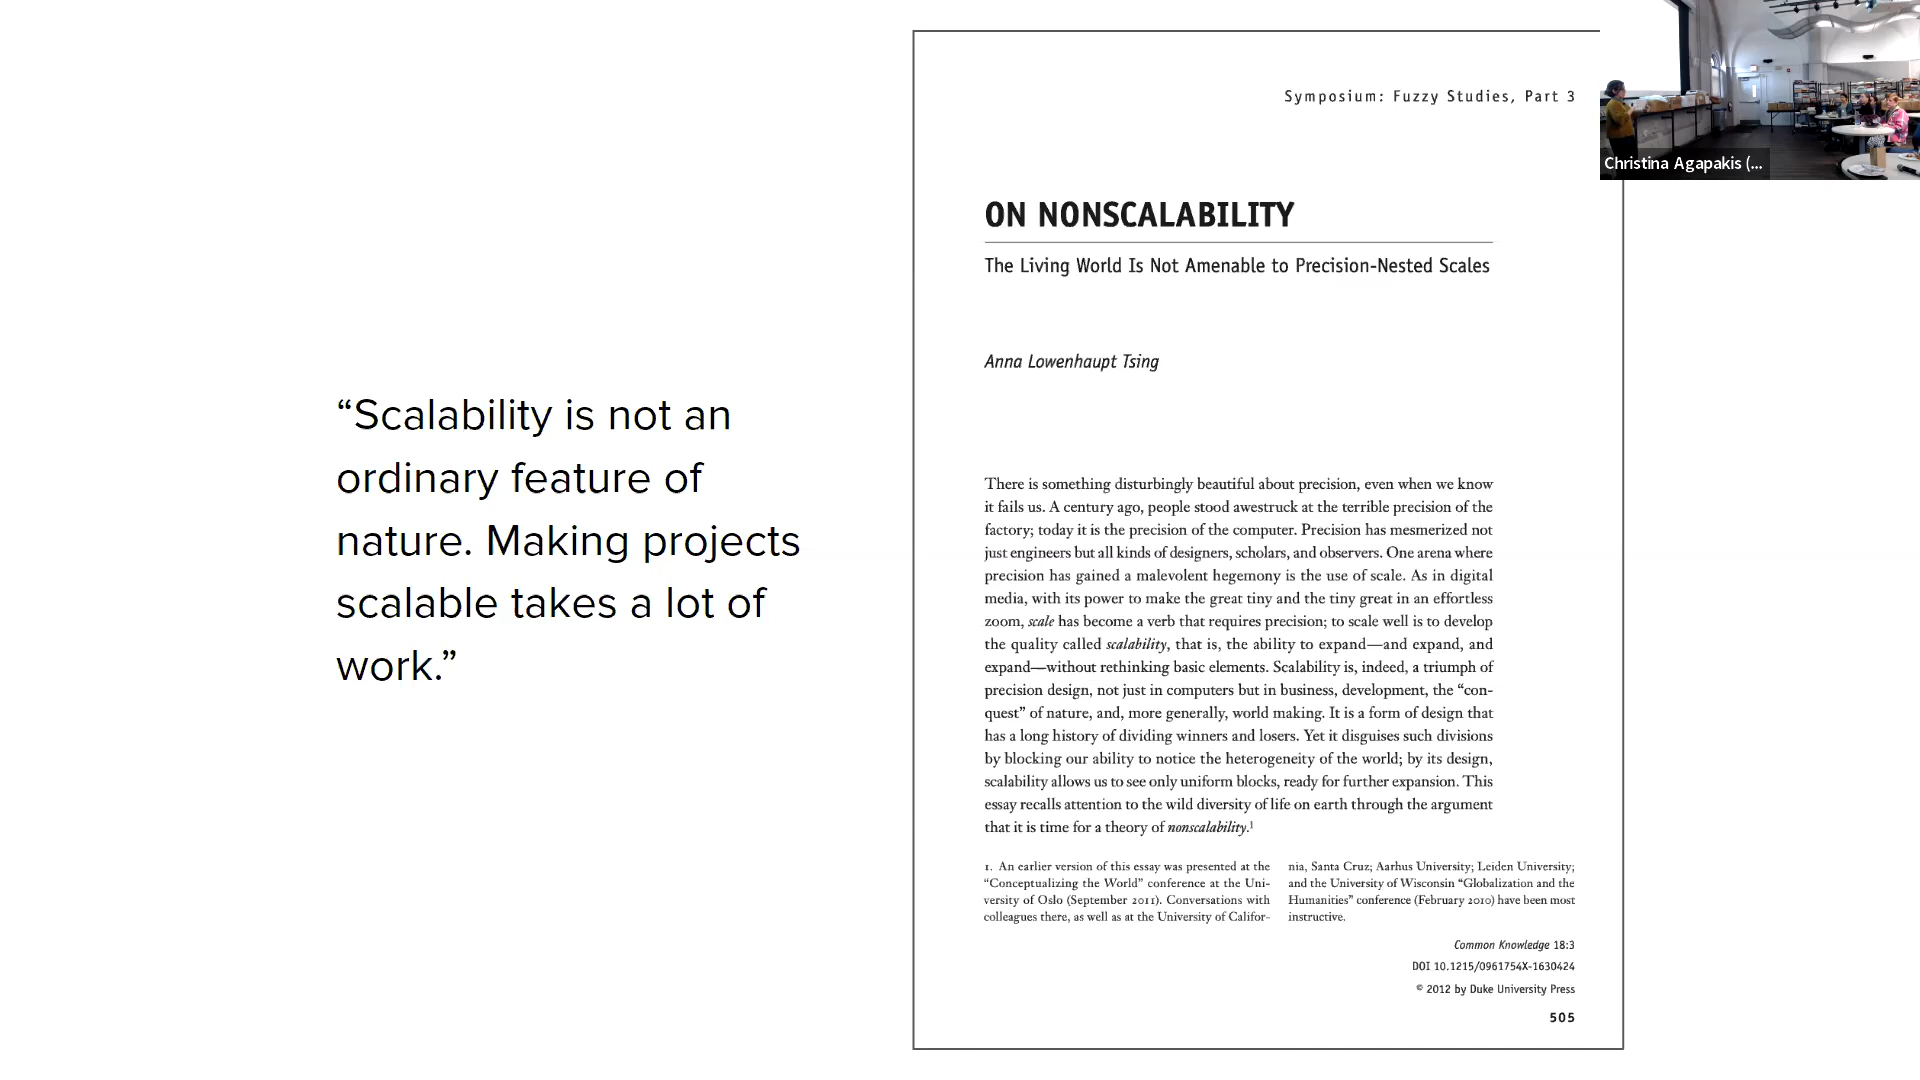 “Scalability is not an
ordinary feature of
nature. Making projects
scalable takes a lot of
work.”
Symposium: Fuzzy Studies, Part 3
ON NONSCALABILITY
The Living World Is Not Amenable to Precision-Nested Scales
Anna Lowenhaupt Tsing
There is something disturbingly beautiful about precision, even when we know
it fails us. A century ago, people stood awestruck at the terrible precision of the
factory; today it is the precision of the computer. Precision has mesmerized not
just engineers but all kinds of designers, scholars, and observers. One arena where
precision has gained a malevolent hegemony is the use of scale. As in digital
media, with its power to make the great tiny and the tiny great in an effortless
zoom, scale has become a verb that requires precision; to scale well is to develop
the quality called scalability, that is, the ability to expand—and expand, and
expand—without rethinking basic elements. Scalability is, indeed, a triumph of
precision design, not just in computers but in business, development, the “con-
quest” of nature, and, more generally, world making. It is a form of design that
has a long history of dividing winners and losers. Yet it disguises such divisions
by blocking our ability to notice the heterogeneity of the world; by its design,
scalability allows us to see only uniform blocks, ready for further expansion. This
essay recalls attention to the wild diversity of life on earth through the argument
that it is time for a theory of nonscalability.1
1. An earlier version of this essay was presented at the
“Conceptualizing the World” conference at the Uni-
versity of Oslo (September 2011). Conversations with
colleagues there, as well as at the University of Califor-
nia, Santa Cruz; Aarhus University; Leiden University;
and the University of Wisconsin “Globalization and the
Humanities” conference (February 2010) have been most
instructive.
Common Knowledge 18:3
DOI 10.1215/0961754X-1630424
© 2012 by Duke University Press
505
Christina Agapakis (...